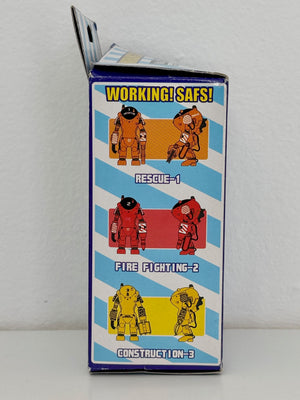 WORKING! SAFS!
RESCUE-1
FIRE FIGHTING-2
CONSTRUCTION-3